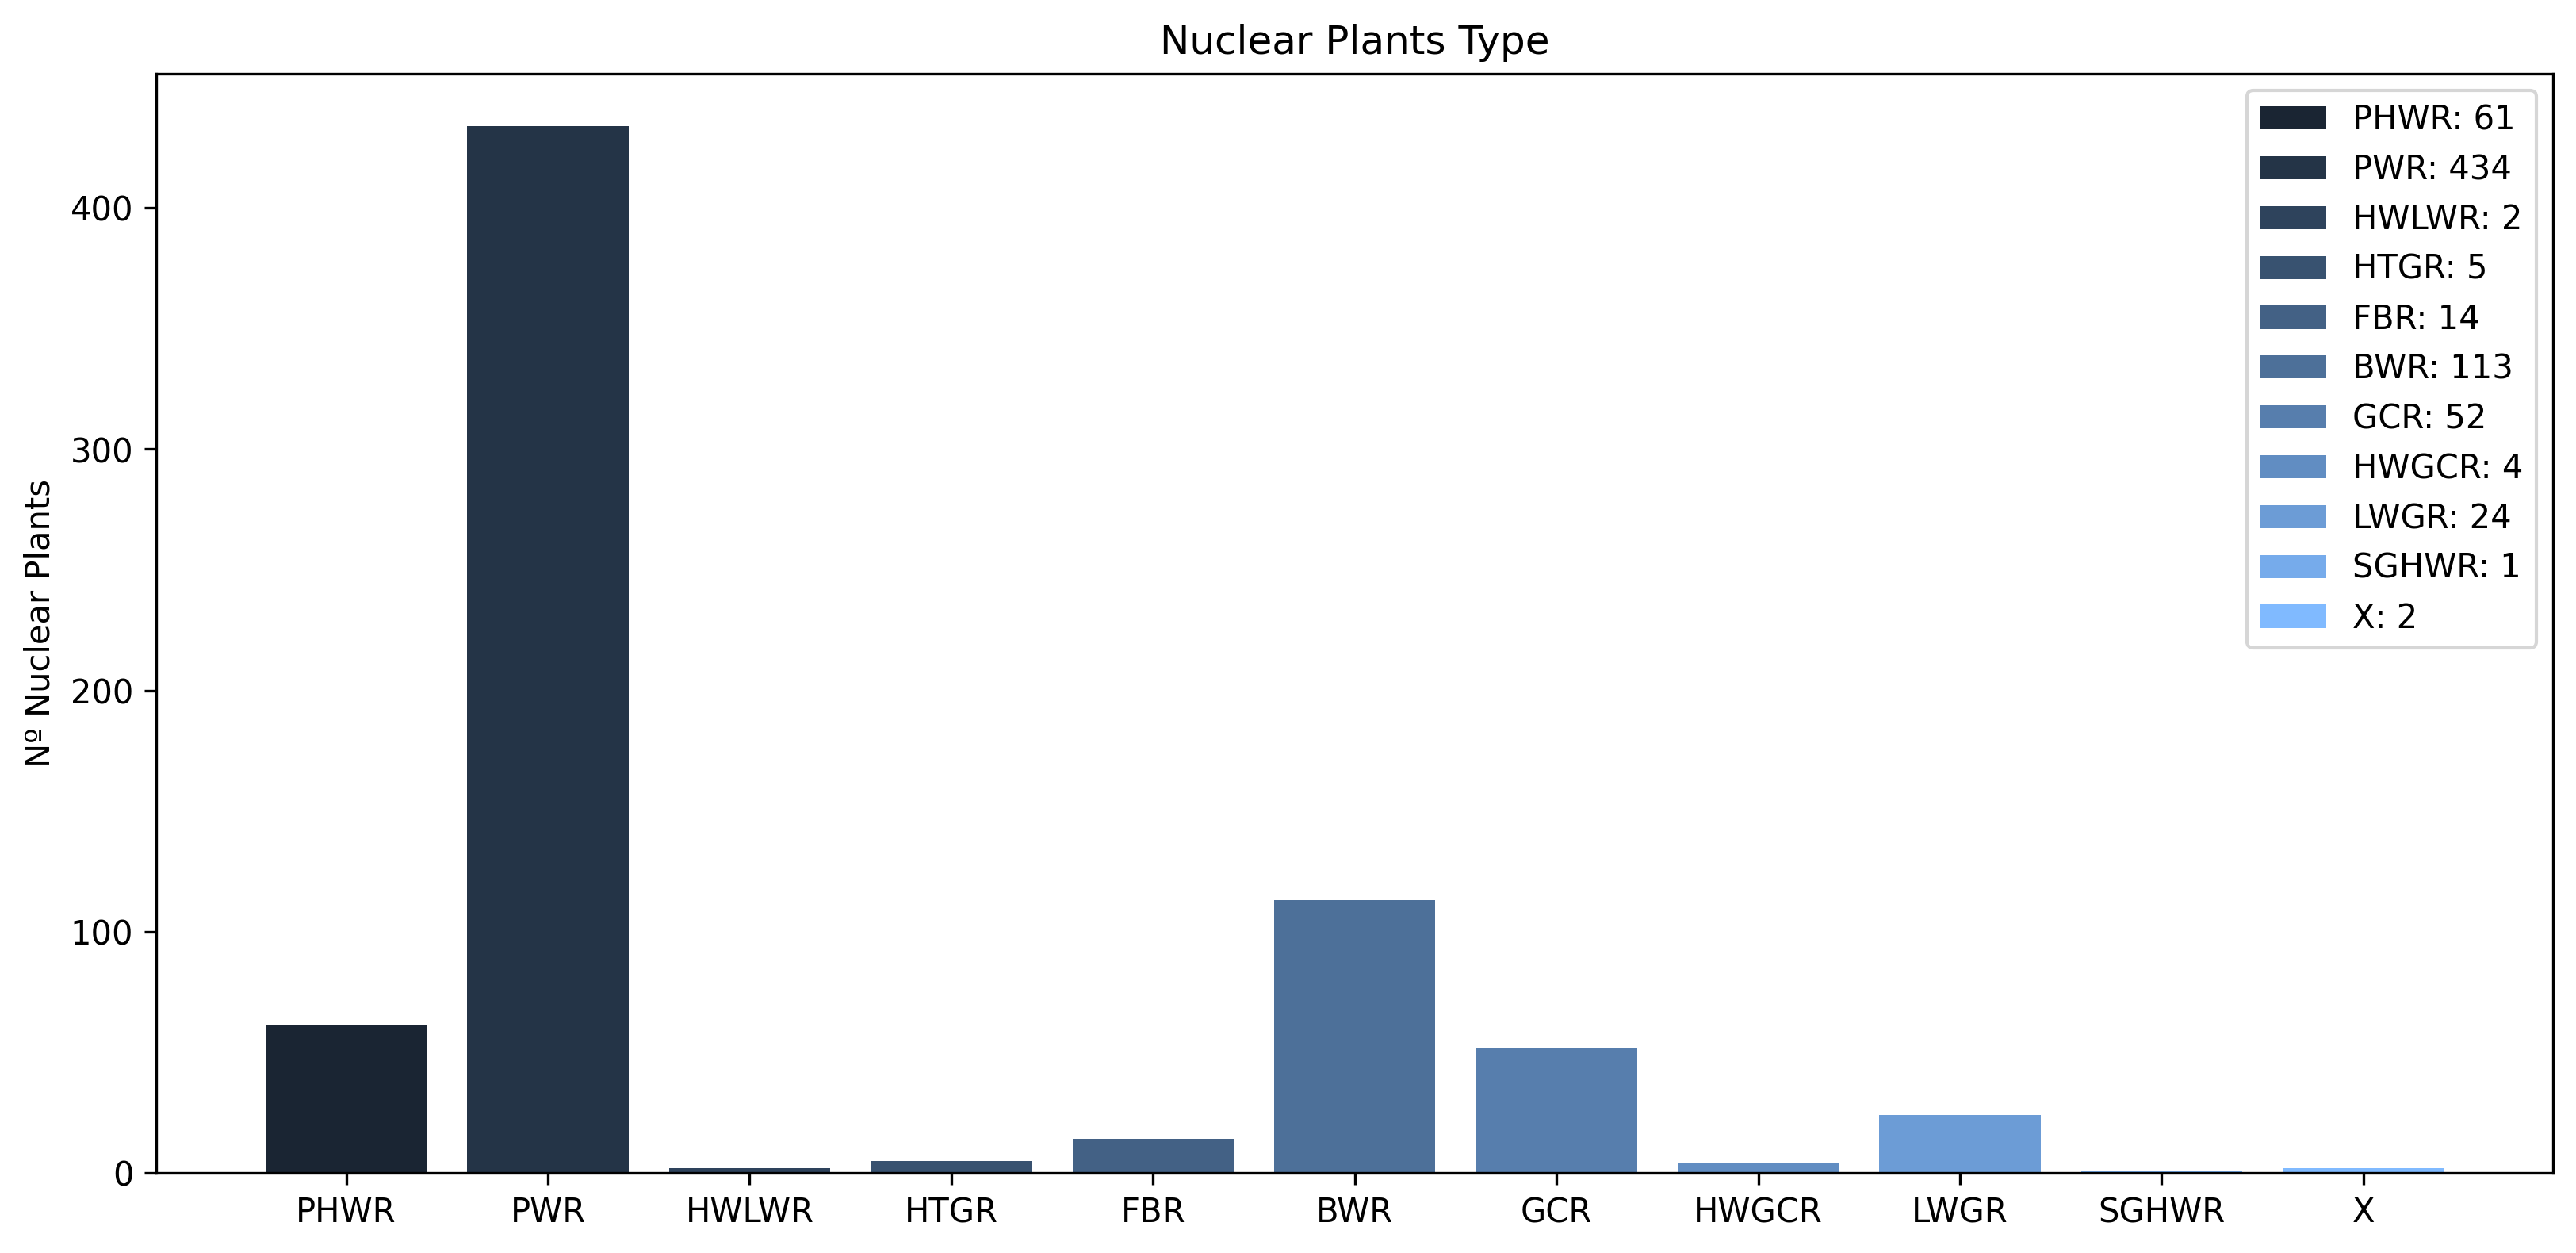 Nuclear Plants Type
Nº Nuclear Plants
400
300
200
100
0
PHWR PWR HWLWR HTGR FBR BWR GCR HWGCR LWGR SGHWR X
PHWR: 61
PWR: 434
HWLWR: 2
HTGR: 5
FBR: 14
BWR: 113
GCR: 52
HWGCR: 4
LWGR: 24
SGHWR: 1
X: 2